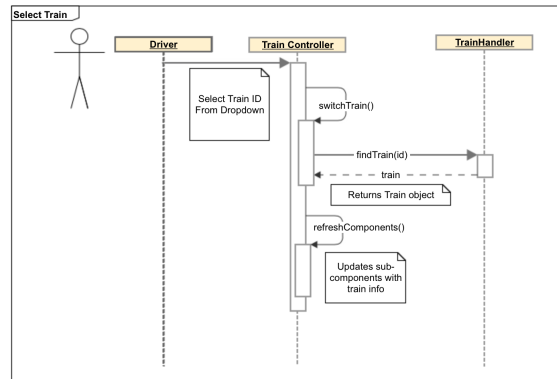 Select Train
Driver
Train Controller
TrainHandler
Select Train ID
From Dropdown
switchTrain()
findTrain(id)
train
Returns Train object
refreshComponents()
Updates sub-
components with
train info